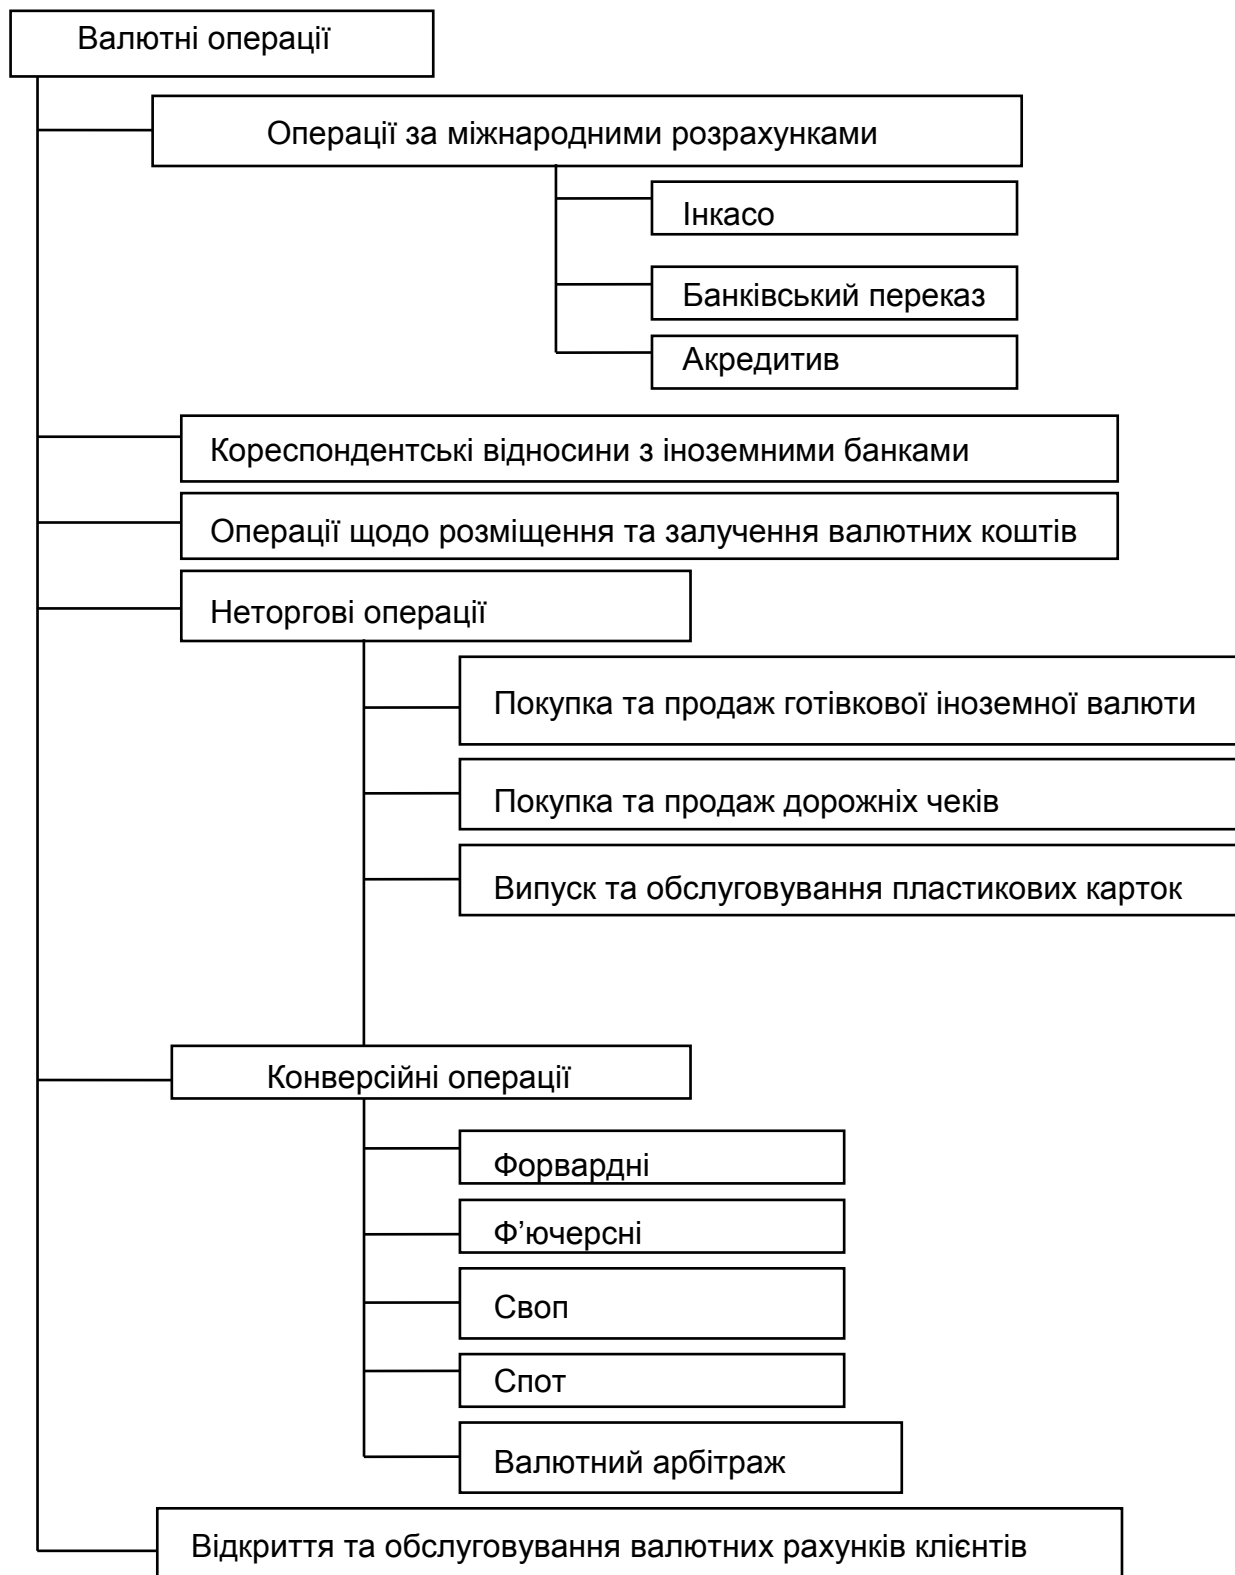 Валютні операції
Операції за міжнародними розрахунками
Інкасо
Банківський переказ
Акредитив
Кореспондентські відносини з іноземними банками
Операції щодо розміщення та залучення валютних коштів
Неторгові операції
Покупка та продаж готівкової іноземної валюти
Покупка та продаж дорожніх чеків
Випуск та обслуговування пластикових карток
Конверсійні операції
Форвардні
Ф’ючерсні
Своп
Спот
Валютний арбітраж
Відкриття та обслуговування валютних рахунків клієнтів